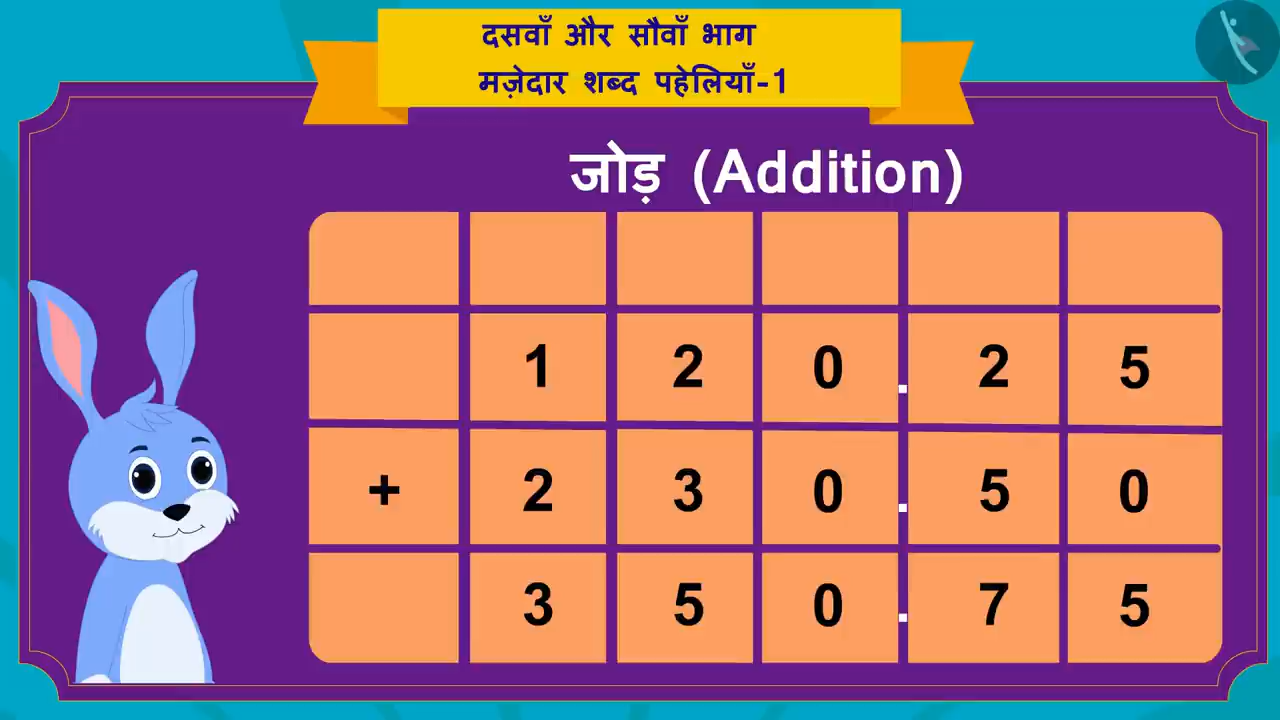 दसवाँ और सौवाँ भाग
मज़ेदार शब्द पहेलियाँ-1
जोड़ (Addition)
1 2 0 . 2 5
+ 2 3 0 . 5 0
3 5 0 . 7 5